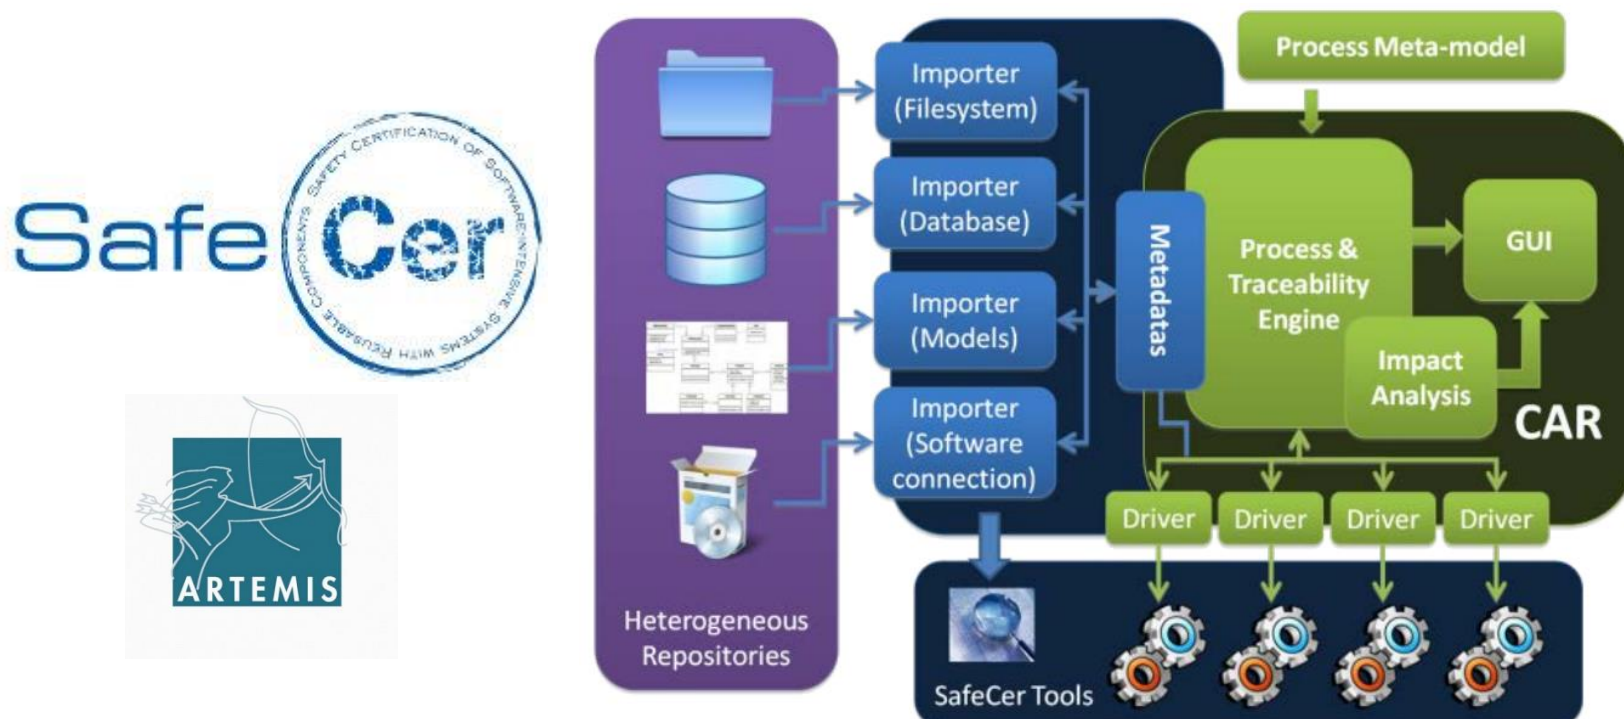 Safe
Cer
SAFETY CERTIFICATION OF SOFTWARE-INTENSIVE SYSTEMS WITH REUSABLE COMPONENTS
ARTEMIS
Heterogeneous
Repositories
Importer
(Filesystem)
Importer
(Database)
Importer
(Models)
Importer
(Software
connection)
Metadatas
Process Meta-model
Process &
Traceability
Engine
GUI
Impact
Analysis
CAR
Driver
Driver
Driver
Driver
SafeCer Tools